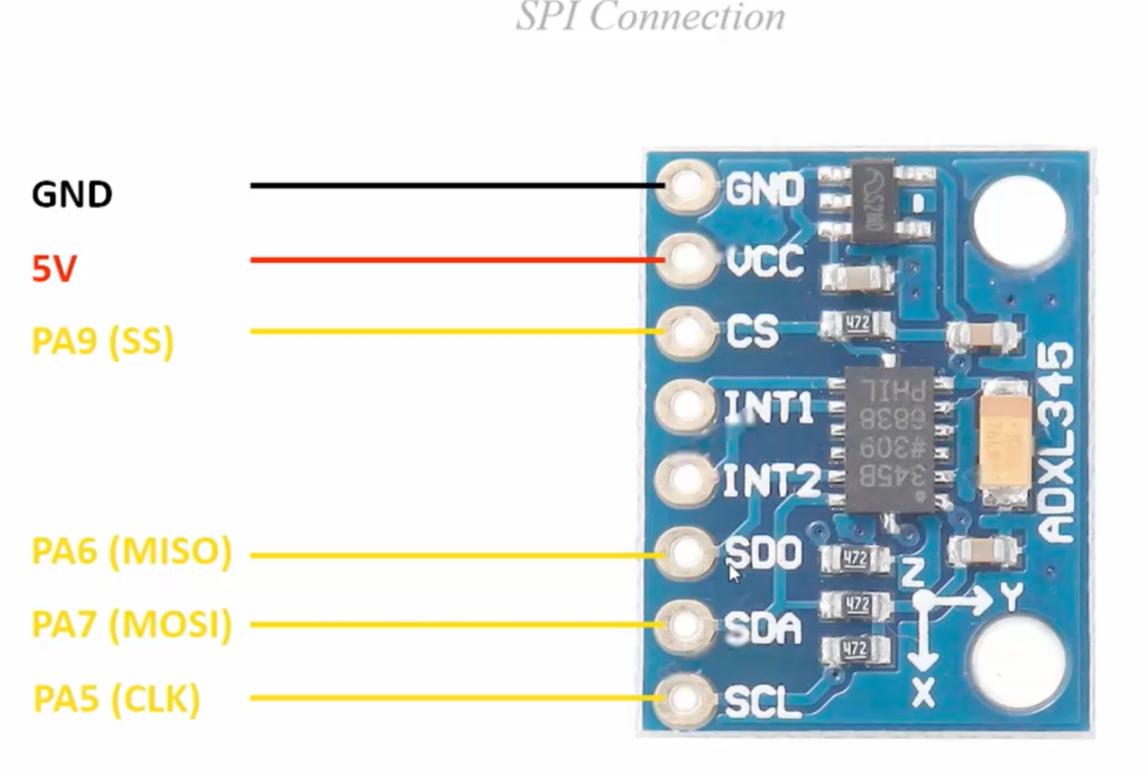 SPI Connection
GND
5V
PA9 (SS)
PA6 (MISO)
PA7 (MOSI)
PA5 (CLK)
GND
VCC
CS
INT1
INT2
SDO
SDA
SCL
472
PHIL
6838
#309
345B
472
472
472
ADXL345
Z
Y
X